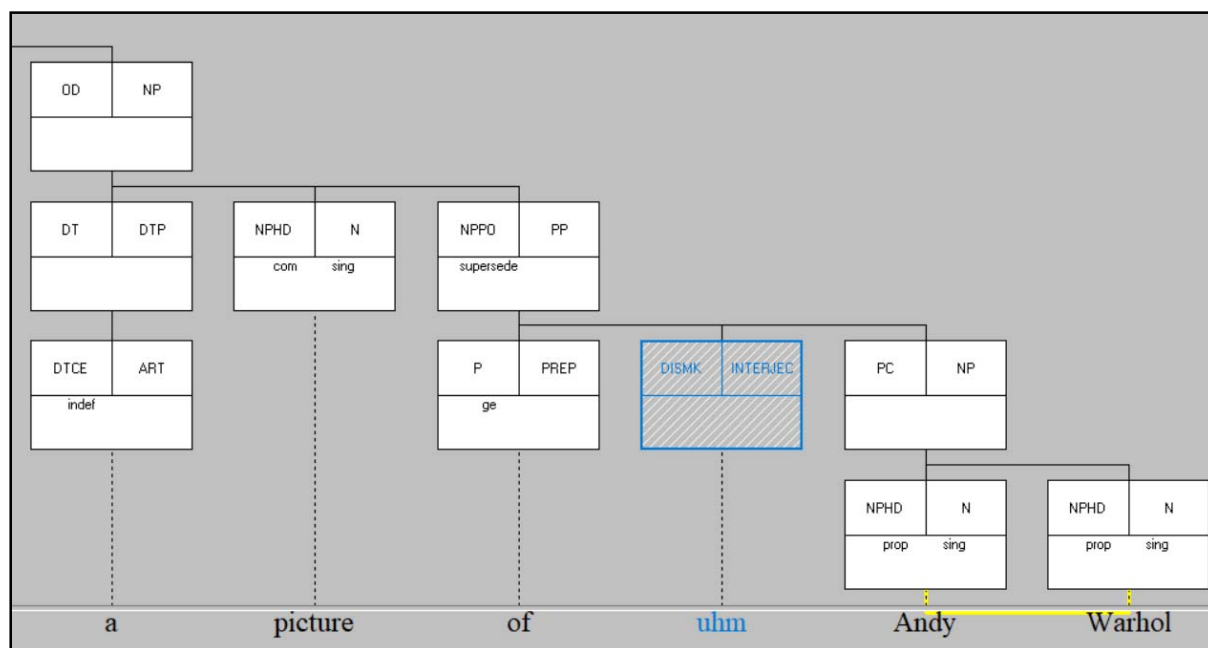 OD NP
DT DTP NPHD N NPPO PP
com sing supersede
DTCE ART P PREP DISMK INTERJEC PC NP
indef ge
NPHD N NPHD N
prop sing prop sing
a picture of uhm Andy Warhol